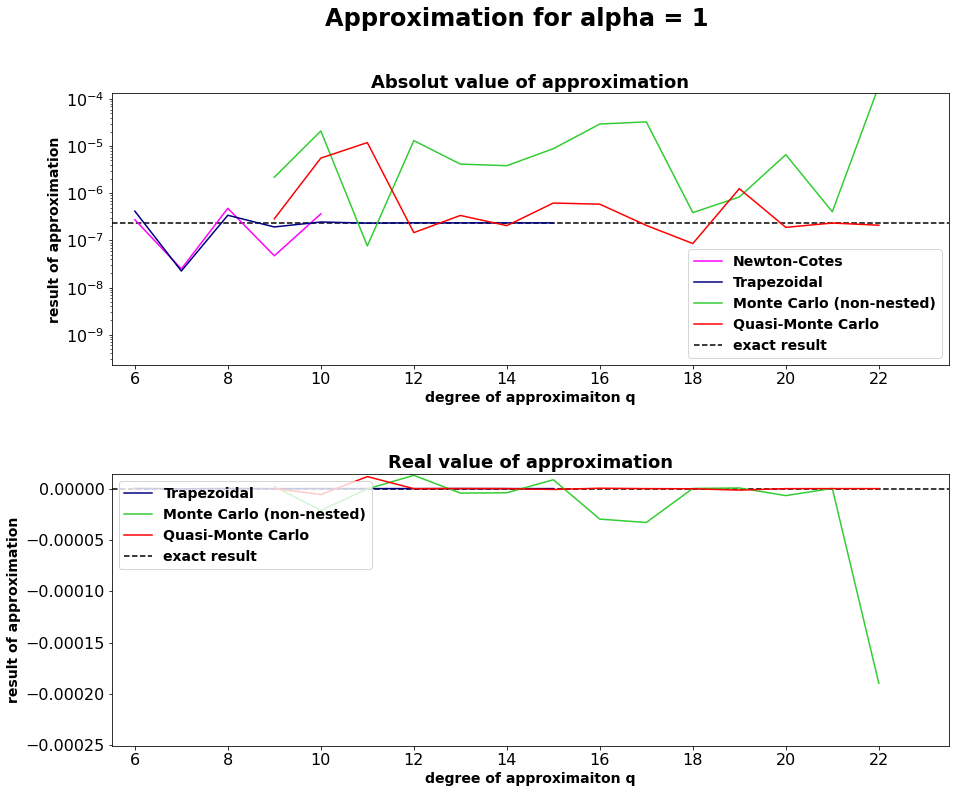 Approximation for alpha = 1
Absolut value of approximation
result of approximation
10⁻⁴
10⁻⁵
10⁻⁶
10⁻⁷
10⁻⁸
10⁻⁹
Newton-Cotes
Trapezoidal
Monte Carlo (non-nested)
Quasi-Monte Carlo
exact result
6 8 10 12 14 16 18 20 22
degree of approximaiton q
Real value of approximation
result of approximation
0.00000
−0.00005
−0.00010
−0.00015
−0.00020
−0.00025
Trapezoidal
Monte Carlo (non-nested)
Quasi-Monte Carlo
exact result
6 8 10 12 14 16 18 20 22
degree of approximaiton q